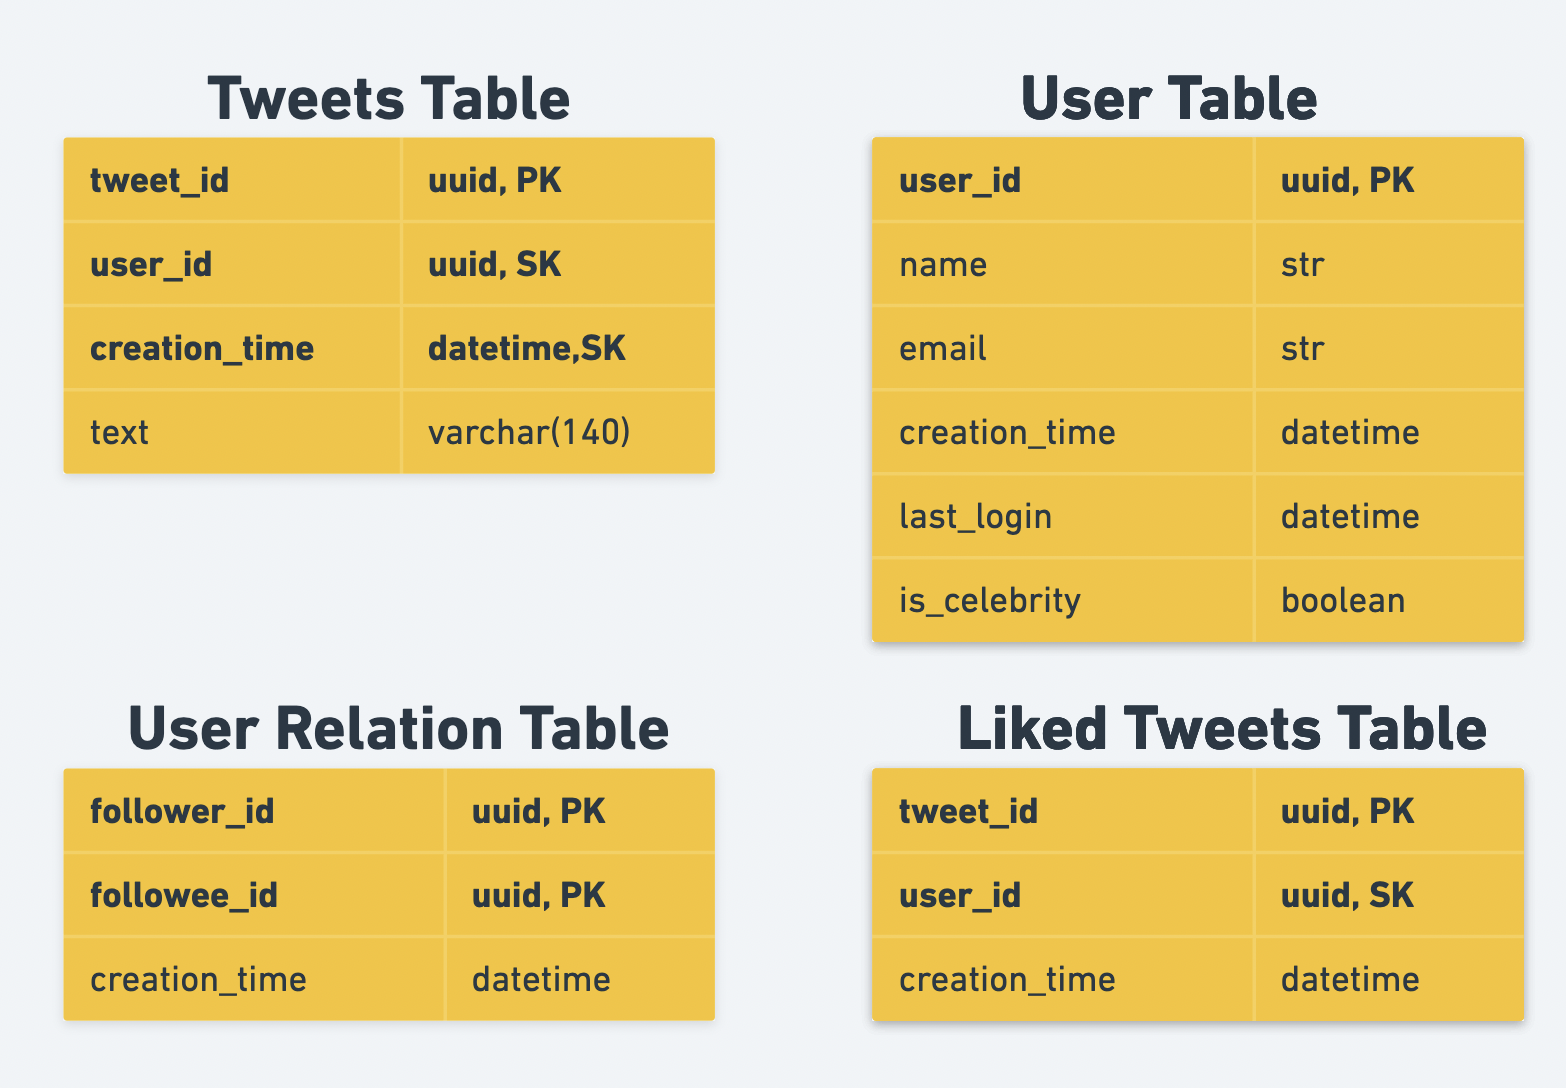 Tweets Table
tweet_id uuid, PK
user_id uuid, SK
creation_time datetime,SK
text varchar(140)
User Table
user_id uuid, PK
name str
email str
creation_time datetime
last_login datetime
is_celebrity boolean
User Relation Table
follower_id uuid, PK
followee_id uuid, PK
creation_time datetime
Liked Tweets Table
tweet_id uuid, PK
user_id uuid, SK
creation_time datetime